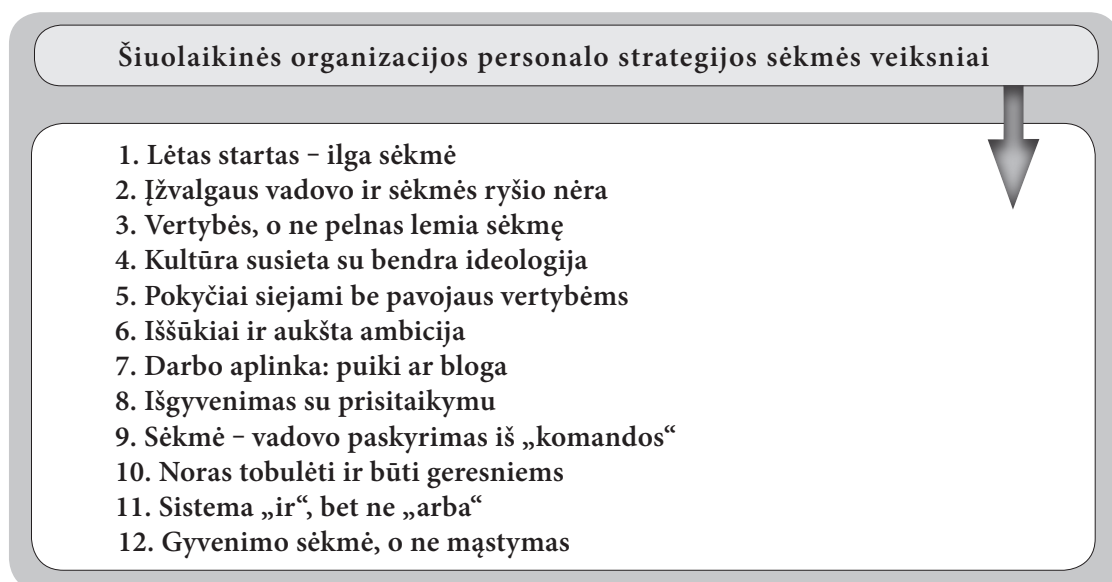 Šiuolaikinės organizacijos personalo strategijos sėkmės veiksniai
1. Lėtas startas – ilga sėkmė
2. Įžvalgaus vadovo ir sėkmės ryšio nėra
3. Vertybės, o ne pelnas lemia sėkmę
4. Kultūra susieta su bendra ideologija
5. Pokyčiai siejami be pavojaus vertybėms
6. Iššūkiai ir aukšta ambicija
7. Darbo aplinka: puiki ar bloga
8. Išgyvenimas su prisitaikymu
9. Sėkmė – vadovo paskyrimas iš „komandos“
10. Noras tobulėti ir būti geresniems
11. Sistema „ir“, bet ne „arba“
12. Gyvenimo sėkmė, o ne mąstymas